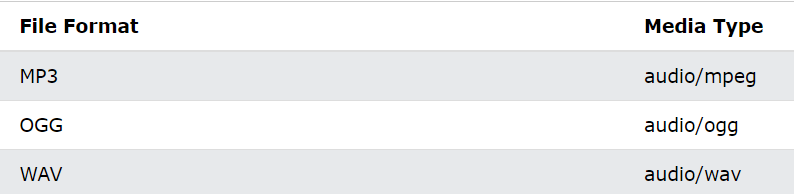 File Format Media Type
MP3 audio/mpeg
OGG audio/ogg
WAV audio/wav